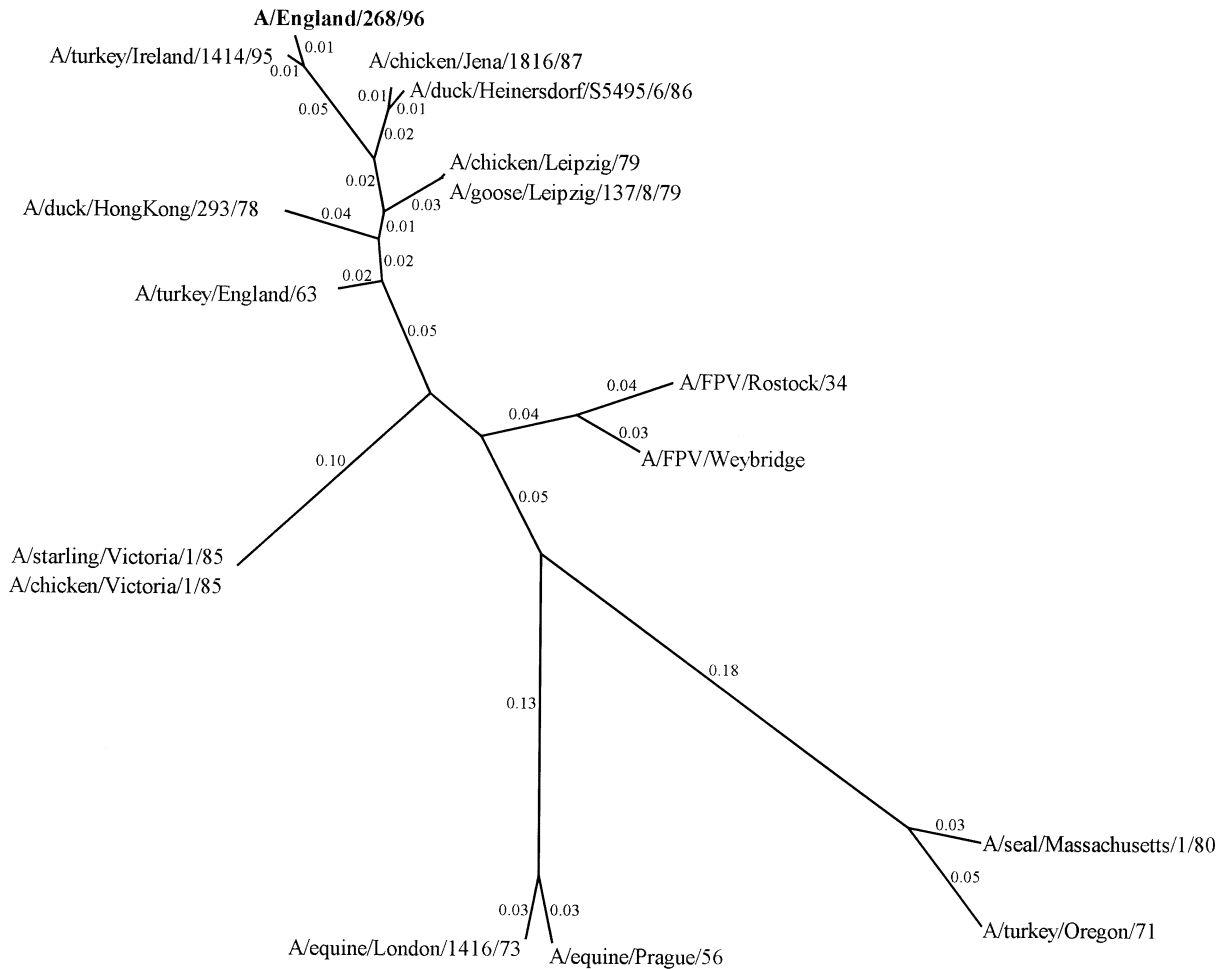 A/England/268/96
0.01
A/turkey/Ireland/1414/95
0.01
A/chicken/Jena/1816/87
0.01
A/duck/Heinersdorf/S5495/6/86
0.05
0.01
0.02
A/chicken/Leipzig/79
0.02
A/goose/Leipzig/137/8/79
0.03
A/duck/HongKong/293/78
0.04
0.01
0.02
0.02
A/turkey/England/63
0.05
0.04
A/FPV/Rostock/34
0.04
0.03
A/FPV/Weybridge
0.10
0.05
A/starling/Victoria/1/85
A/chicken/Victoria/1/85
0.18
0.13
0.03
A/seal/Massachusetts/1/80
0.05
0.03
0.03
A/turkey/Oregon/71
A/equine/London/1416/73
A/equine/Prague/56